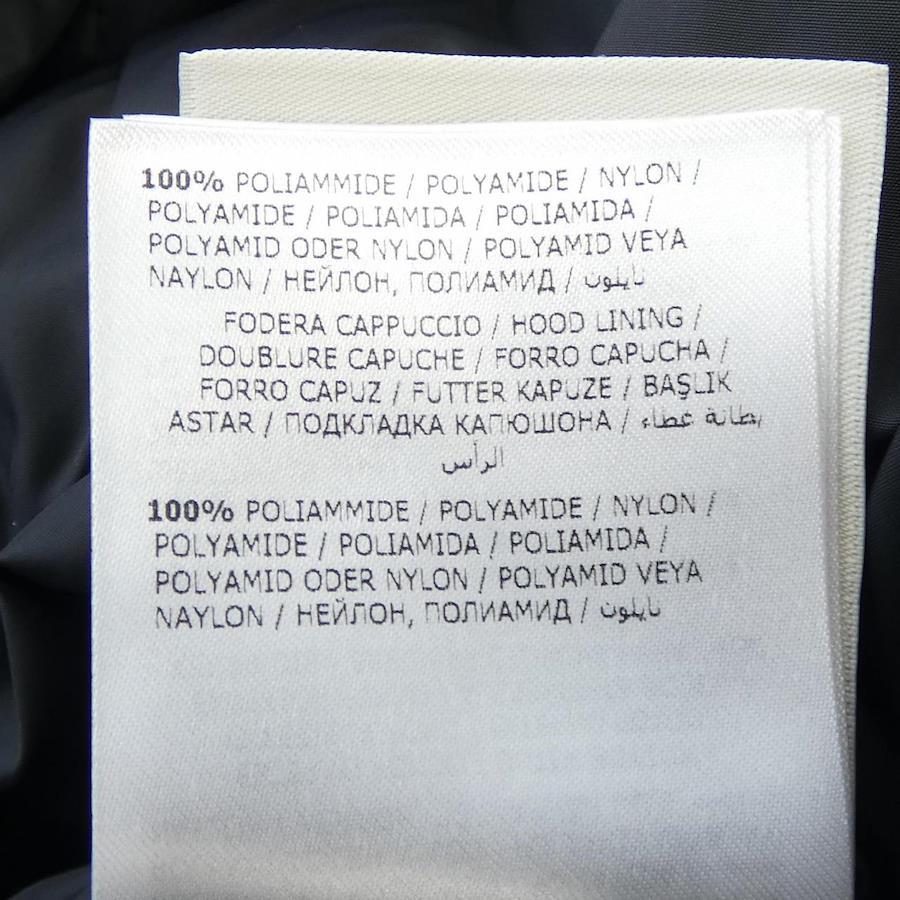 100% POLIAMMIDE / POLYAMIDE / NYLON /
POLYAMIDE / POLIAMIDA / POLIAMIDA /
POLYAMID ODER NYLON / POLYAMID VEYA
NAYLON / НЕЙЛОН, ПОЛИАМИД / نايلون
FODERA CAPPUCCIO / HOOD LINING /
DOUBLURE CAPUCHE / FORRO CAPUCHA /
FORRO CAPUZ / FUTTER KAPUZE / BAŞLIK
ASTAR / ПОДКЛАДКА КАПЮШОНА / بطانة غطاء
الرأس
100% POLIAMMIDE / POLYAMIDE / NYLON /
POLYAMIDE / POLIAMIDA / POLIAMIDA /
POLYAMID ODER NYLON / POLYAMID VEYA
NAYLON / НЕЙЛОН, ПОЛИАМИД / نايلون